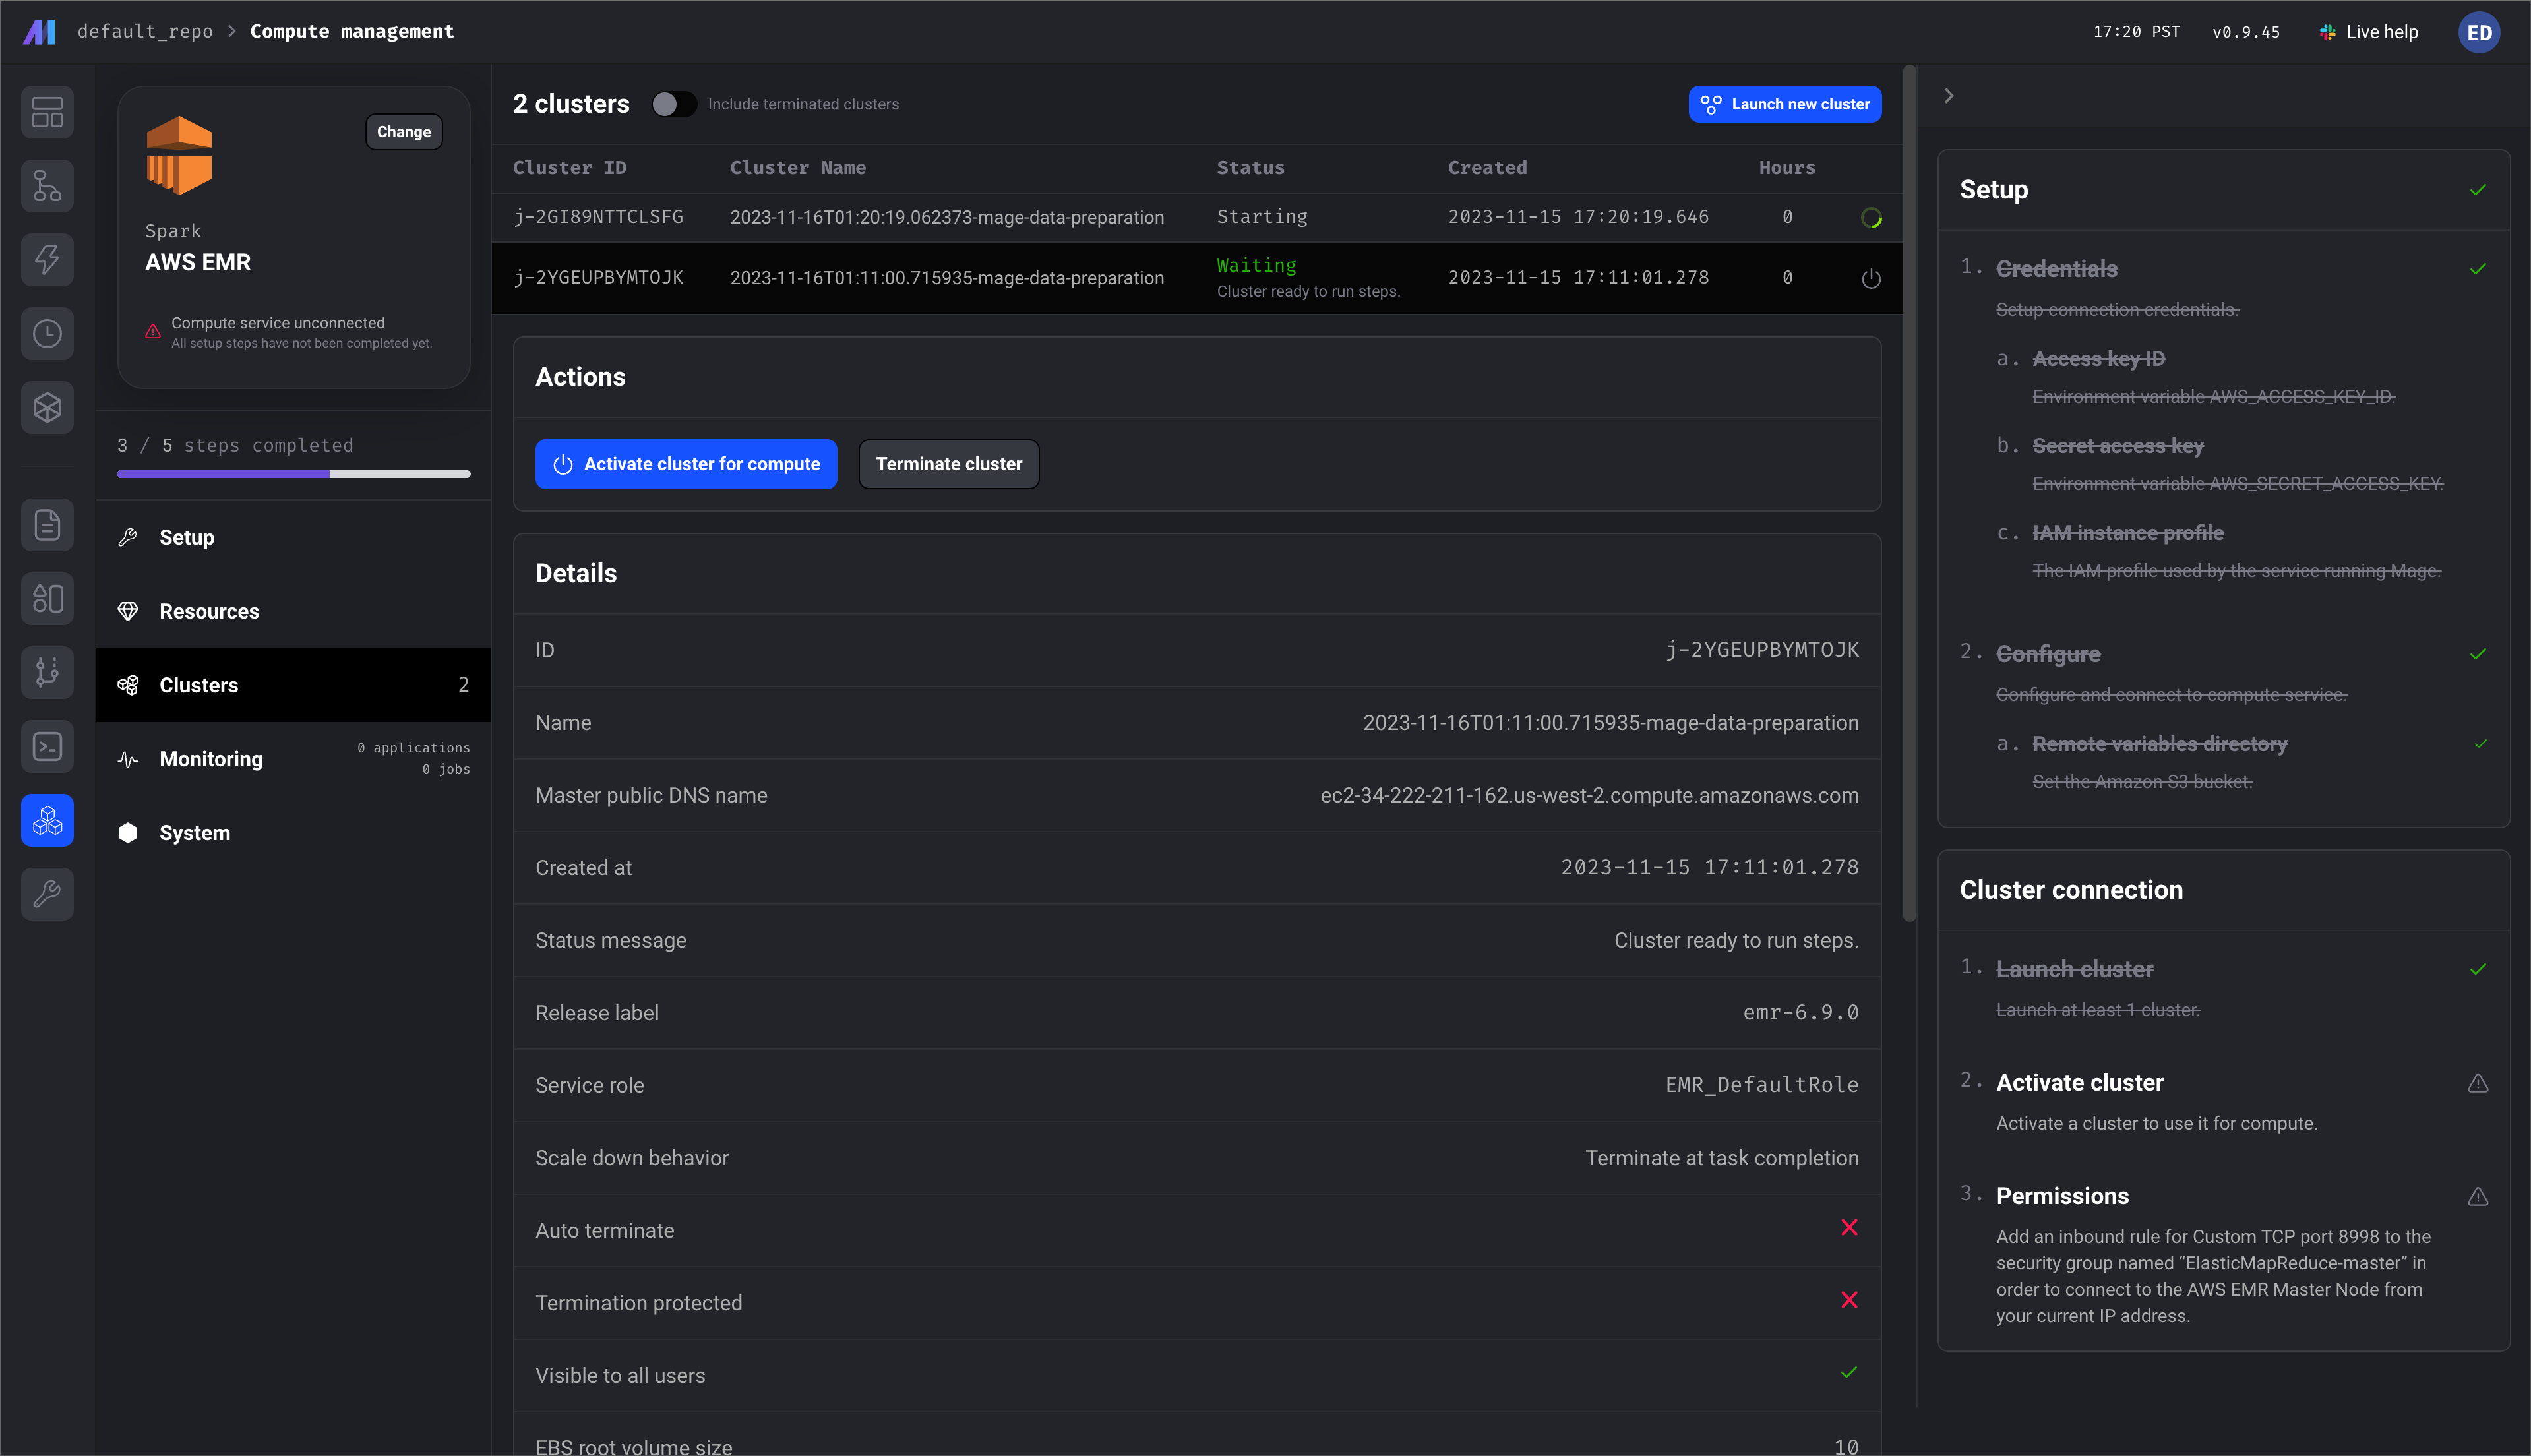 default_repo > Compute management
17:20 PST
v0.9.45
Live help
ED
Change
Spark
AWS EMR
Compute service unconnected
All setup steps have not been completed yet.
3 / 5 steps completed
Setup
Resources
Clusters 2
Monitoring
0 applications
0 jobs
System
2 clusters
Include terminated clusters
Launch new cluster
Cluster ID Cluster Name Status Created Hours
j-2GI89NTTCLSFG 2023-11-16T01:20:19.062373-mage-data-preparation Starting 2023-11-15 17:20:19.646 0
j-2YGEUPBYMTOJK 2023-11-16T01:11:00.715935-mage-data-preparation Waiting 2023-11-15 17:11:01.278 0
Cluster ready to run steps.
Actions
Activate cluster for compute
Terminate cluster
Details
ID j-2YGEUPBYMTOJK
Name 2023-11-16T01:11:00.715935-mage-data-preparation
Master public DNS name ec2-34-222-211-162.us-west-2.compute.amazonaws.com
Created at 2023-11-15 17:11:01.278
Status message Cluster ready to run steps.
Release label emr-6.9.0
Service role EMR_DefaultRole
Scale down behavior Terminate at task completion
Auto terminate
Termination protected
Visible to all users
EBS root volume size 10
Setup
1. Credentials
Setup connection credentials.
a. Access key ID
Environment variable AWS_ACCESS_KEY_ID.
b. Secret access key
Environment variable AWS_SECRET_ACCESS_KEY.
c. IAM instance profile
The IAM profile used by the service running Mage.
2. Configure
Configure and connect to compute service.
a. Remote variables directory
Set the Amazon S3 bucket.
Cluster connection
1. Launch cluster
Launch at least 1 cluster.
2. Activate cluster
Activate a cluster to use it for compute.
3. Permissions
Add an inbound rule for Custom TCP port 8998 to the
security group named “ElasticMapReduce-master” in
order to connect to the AWS EMR Master Node from
your current IP address.